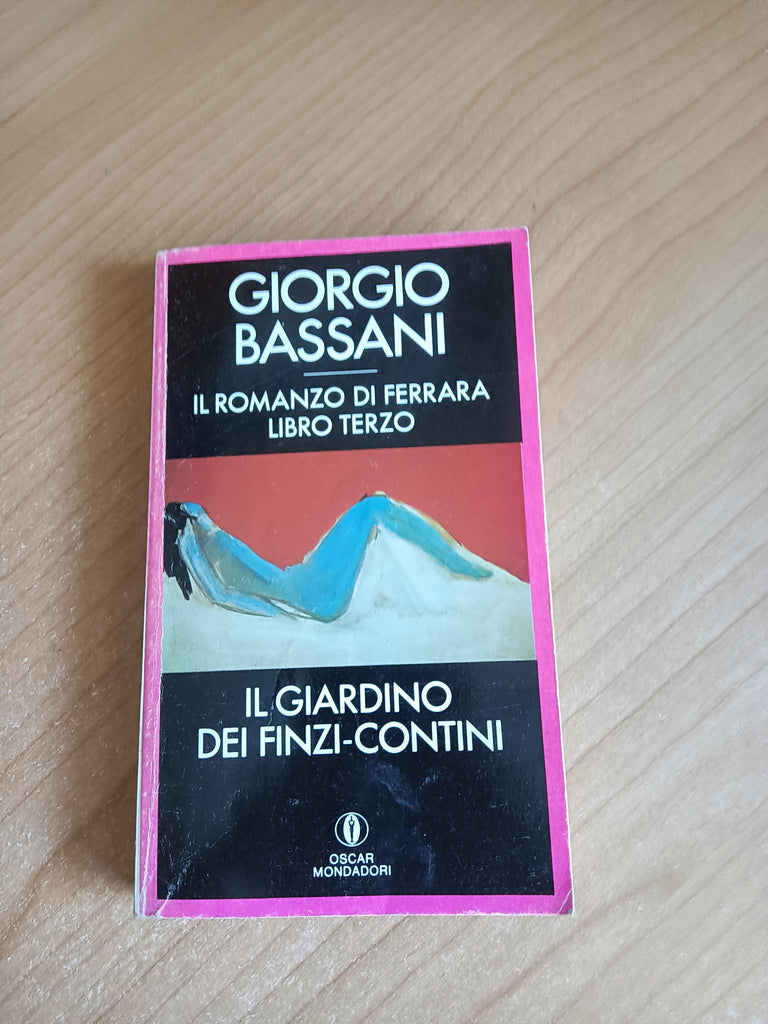 GIORGIO
BASSANI
IL ROMANZO DI FERRARA
LIBRO TERZO
IL GIARDINO
DEI FINZI-CONTINI
OSCAR
MONDADORI